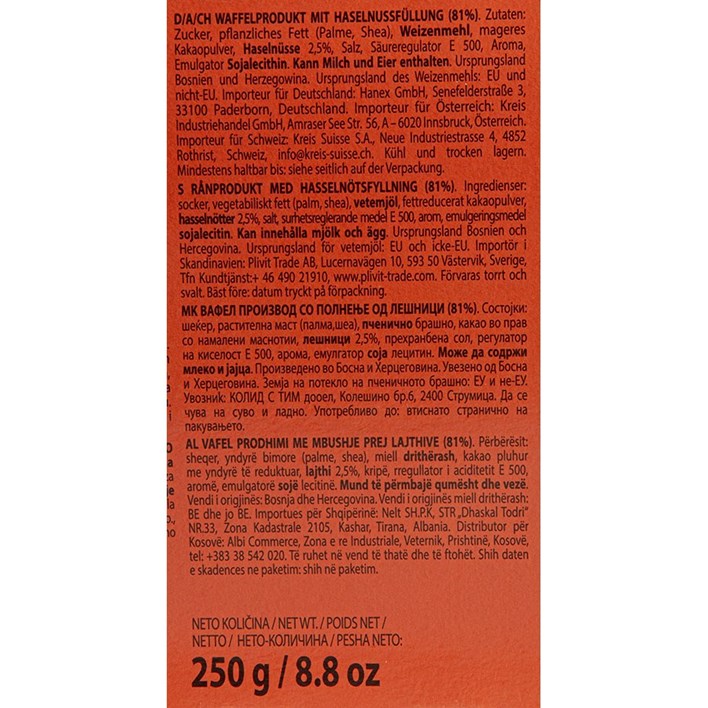 D/A/CH WAFFELPRODUKT MIT HASELNUSSFÜLLUNG (81%). Zutaten:
Zucker, pflanzliches Fett (Palme, Shea), Weizenmehl, mageres
Kakaopulver, Haselnüsse 2,5%, Salz, Säureregulator E 500, Aroma,
Emulgator Sojalecithin. Kann Milch und Eier enthalten. Ursprungsland
Bosnien und Herzegowina. Ursprungsland des Weizenmehls: EU und
nicht-EU. Importeur für Deutschland: Hanex GmbH, Senefelderstraße 3,
33100 Paderborn, Deutschland. Importeur für Österreich: Kreis
Industriehandel GmbH, Amraser See Str. 56, A – 6020 Innsbruck, Österreich.
Importeur für Schweiz: Kreis Suisse S.A., Neue Industriestrasse 4, 4852
Rothrist, Schweiz, info@kreis-suisse.ch. Kühl und trocken lagern.
Mindestens haltbar bis: siehe seitlich auf der Verpackung.
S RÅNPRODUKT MED HASSELNÖTSFYLLNING (81%). Ingredienser:
socker, vegetabiliskt fett (palm, shea), vetemjöl, fettreducerat kakaopulver,
hasselnötter 2,5%, salt, surhetsreglerande medel E 500, arom, emulgeringsmedel
sojalecitin. Kan innehålla mjölk och ägg. Ursprungsland Bosnien och
Hercegovina. Ursprungsland för vetemjöl: EU och icke-EU. Importör i
Skandinavien: Plivit Trade AB, Lucernavägen 10, 593 50 Västervik, Sverige,
Tfn Kundtjänst:+ 46 490 21910, www.plivit-trade.com. Förvaras torrt och
svalt. Bäst före: datum tryckt på förpackning.
МК ВАФЕЛ ПРОИЗВОД СО ПОЛНЕЊЕ ОД ЛЕШНИЦИ (81%). Состојки:
шеќер, растителна маст (палма,шеа), пченично брашно, какао во прав
со намалени маснотии, лешници 2,5%, прехранбена сол, регулатор
на киселост Е 500, арома, емулгатор соја лецитин. Може да содржи
млеко и јајца. Произведено во Босна и Херцеговина. Увезено од Босна
и Херцеговина. Земја на потекло на пченичното брашно: ЕУ и не-ЕУ.
Увозник: КОЛИД С ТИМ дооел, Колешино бр.6, 2400 Струмица. Да се
чува на суво и ладно. Употребливо до: втиснато странично на
пакувањето.
AL VAFEL PRODHIMI ME MBUSHJE PREJ LAJTHIVE (81%). Përbërësit:
sheqer, yndyrë bimore (palme, shea), miell drithërash, kakao pluhur
me yndyrë të reduktuar, lajthi 2,5%, kripë, rregullator i aciditetit E 500,
aromë, emulgatorë sojë lecitinë. Mund të përmbajë qumësht dhe vezë.
Vendi i origjinës: Bosnja dhe Hercegovina. Vendi i origjinës miell drithërash:
BE dhe jo BE. Importues për Shqipërinë: Nelt SH.P.K, STR „Dhaskal Todri"
NR.33, Zona Kadastrale 2105, Kashar, Tirana, Albania. Distributor për
Kosovë: Albi Commerce, Zona e re Industriale, Veternik, Prishtinë, Kosovë,
tel: +383 38 542 020. Të ruhet në vend të thatë dhe të ftohët. Shih daten
e skadences ne paketim: shih në paketim.
NETO KOLIČINA / NET WT. / POIDS NET /
NETTO / НЕТО-КОЛИЧИНА / PESHA NETO:
250 g / 8.8 oz